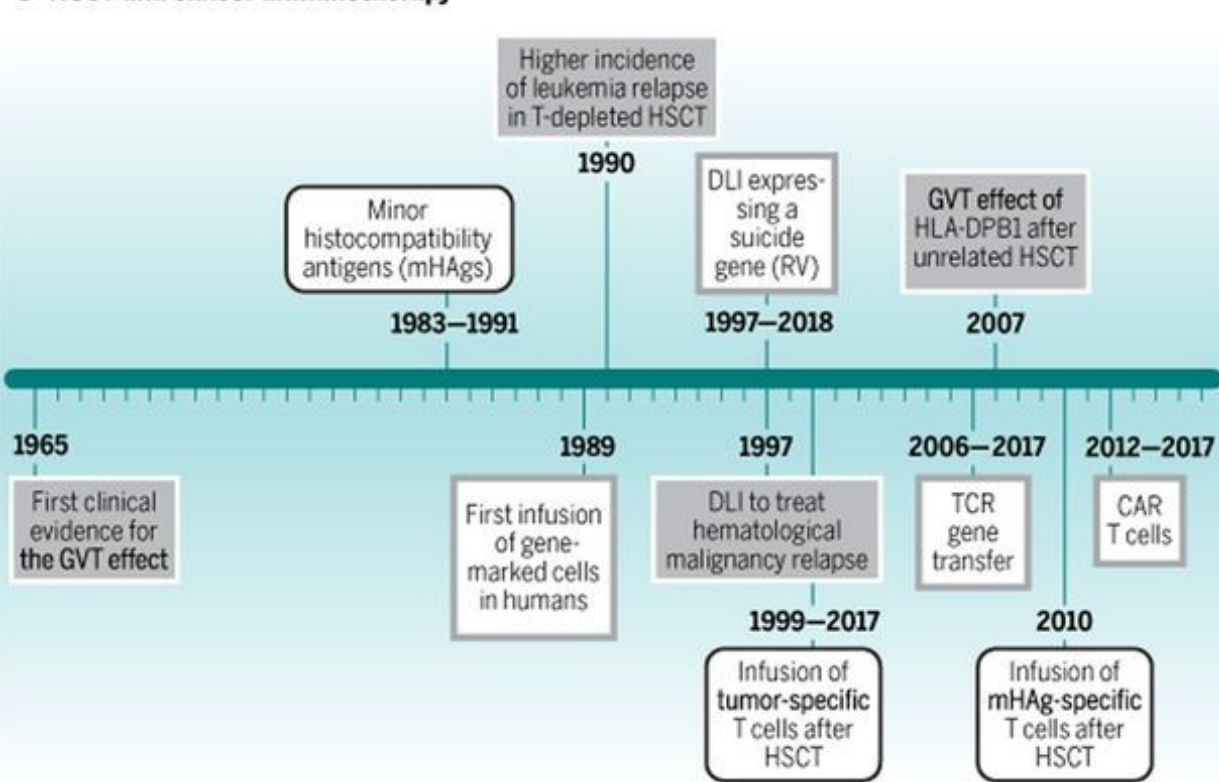 Higher incidence
of leukemia relapse
in T-depleted HSCT
1990
Minor
histocompatibility
antigens (mHAgs)
1983–1991
DLI expres-
sing a
suicide
gene (RV)
1997–2018
GVT effect of
HLA-DPB1 after
unrelated HSCT
2007
1965
First clinical
evidence for
the GVT effect
1989
First infusion
of gene-
marked cells
in humans
1997
DLI to treat
hematological
malignancy relapse
1999–2017
Infusion of
tumor-specific
T cells after
HSCT
2006–2017
TCR
gene
transfer
2010
Infusion of
mHAg-specific
T cells after
HSCT
2012–2017
CAR
T cells